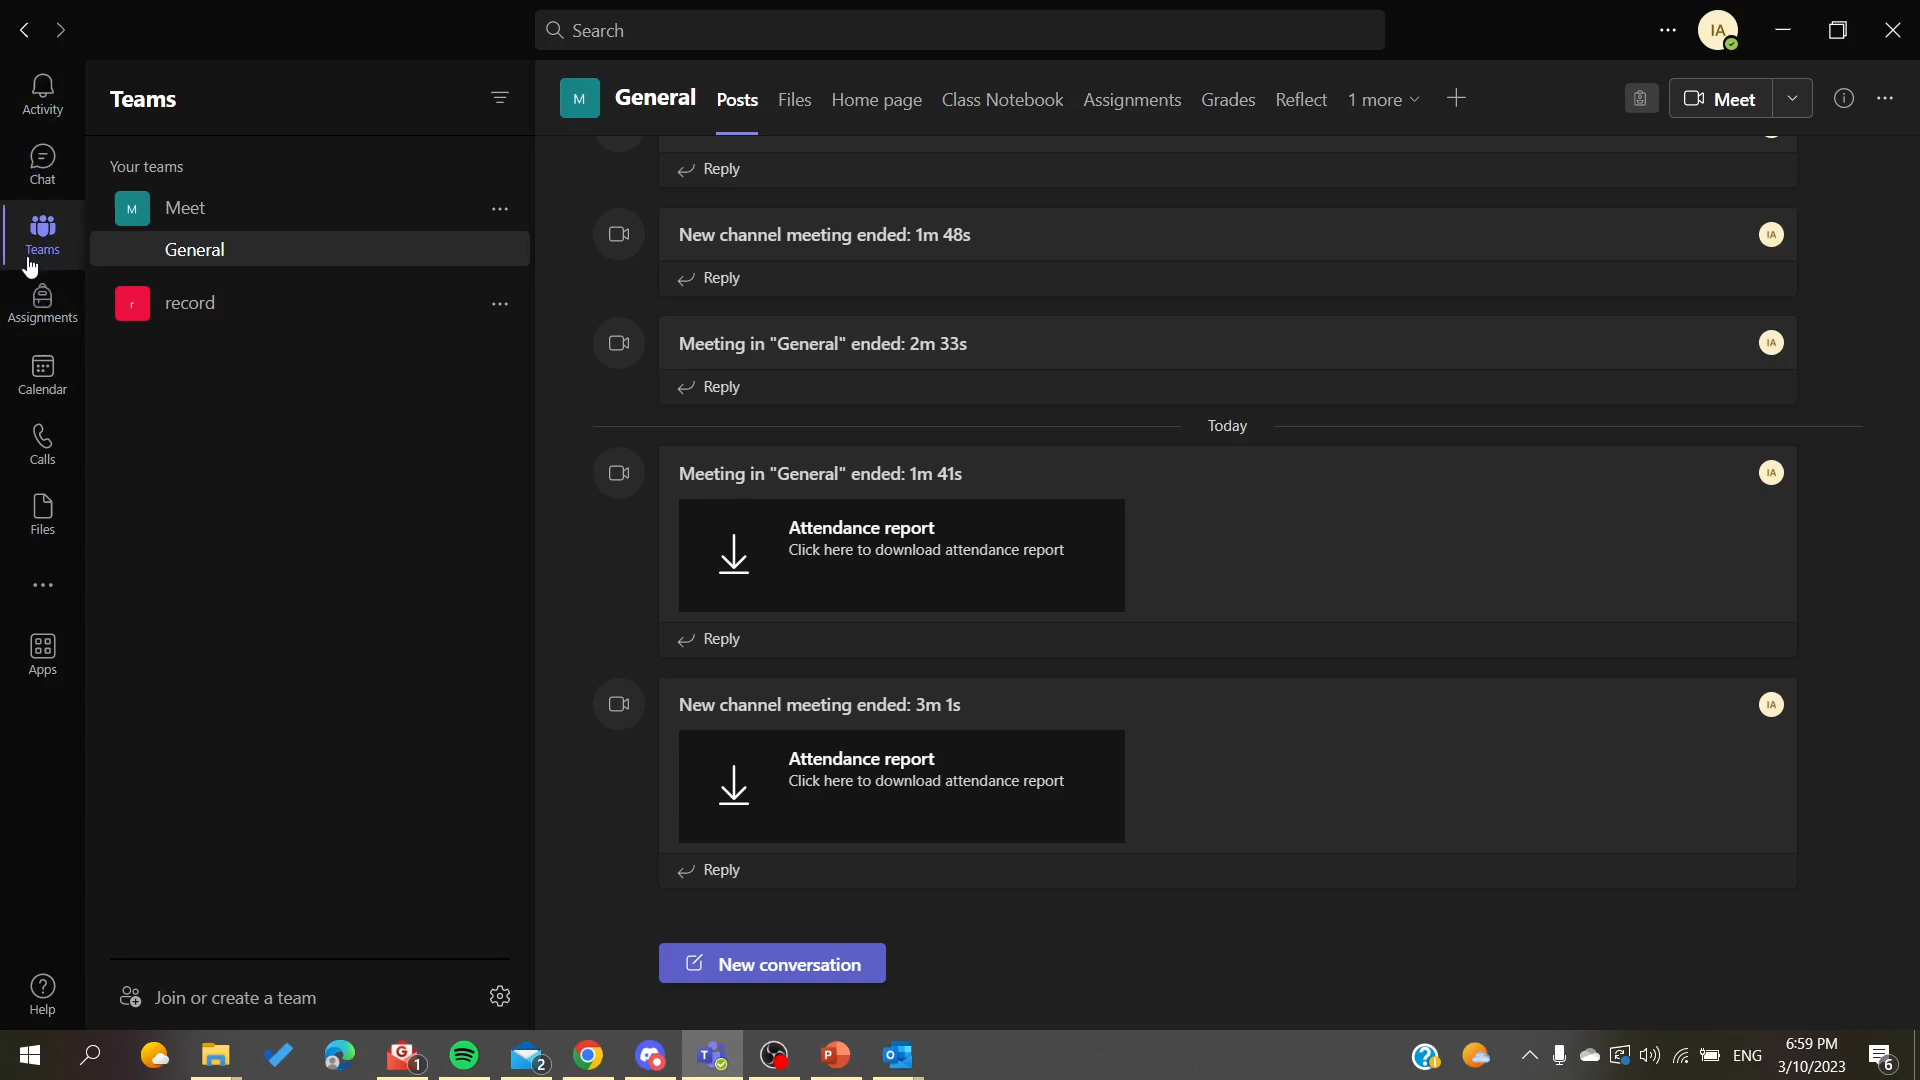 Search
IA
Activity
Chat
Teams
Assignments
Calendar
Calls
Files
Apps
Help
Teams
Your teams
M Meet
General
r record
Join or create a team
M General Posts Files Home page Class Notebook Assignments Grades Reflect 1 more
Meet
Reply
New channel meeting ended: 1m 48s
IA
Reply
Meeting in "General" ended: 2m 33s
IA
Reply
Today
Meeting in "General" ended: 1m 41s
IA
Attendance report
Click here to download attendance report
Reply
New channel meeting ended: 3m 1s
IA
Attendance report
Click here to download attendance report
Reply
New conversation
G 1
2
T
P
O
ENG
6:59 PM
3/10/2023
6